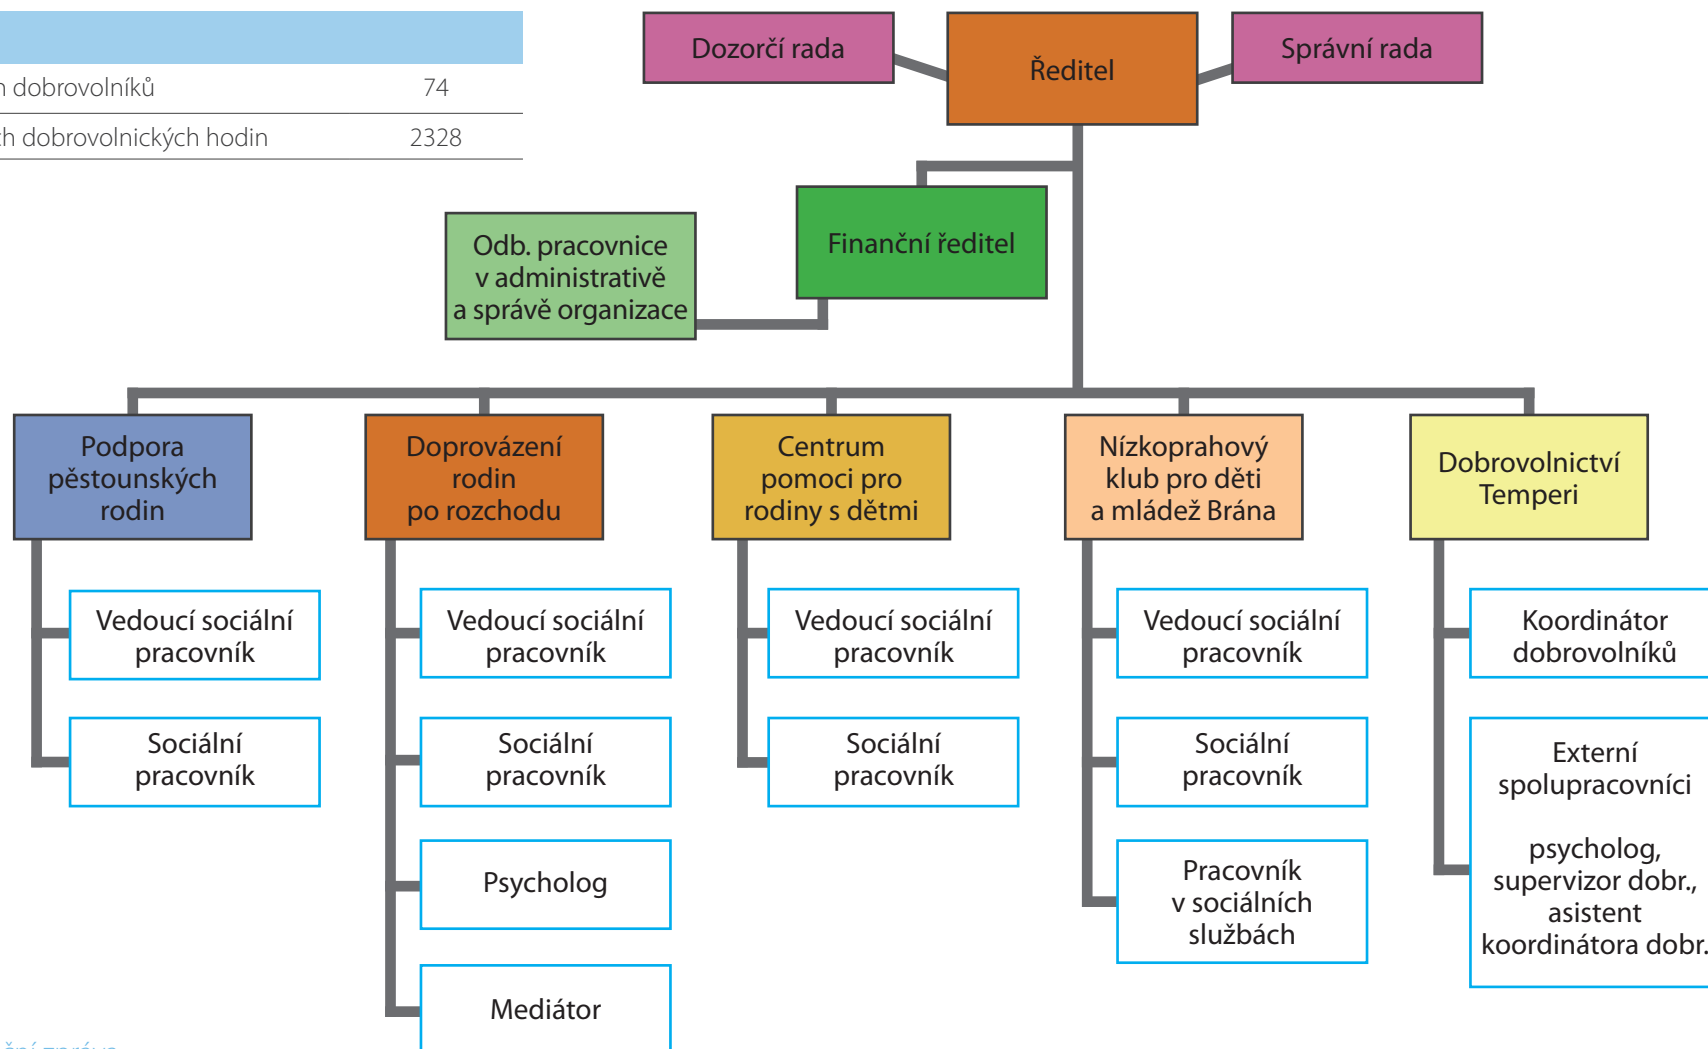 dobrovolníků 74
dobrovolnických hodin 2328
Dozorčí rada
Ředitel
Správní rada
Finanční ředitel
Odb. pracovnice
v administrativě
a správě organizace
Podpora
pěstounských
rodin
Vedoucí sociální
pracovník
Sociální
pracovník
Doprovázení
rodin
po rozchodu
Vedoucí sociální
pracovník
Sociální
pracovník
Psycholog
Mediátor
Centrum
pomoci pro
rodiny s dětmi
Vedoucí sociální
pracovník
Sociální
pracovník
Nízkoprahový
klub pro děti
a mládež Brána
Vedoucí sociální
pracovník
Sociální
pracovník
Pracovník
v sociálních
službách
Dobrovolnictví
Temperi
Koordinátor
dobrovolníků
Externí
spolupracovníci
psycholog,
supervizor dobr.,
asistent
koordinátora dobr.